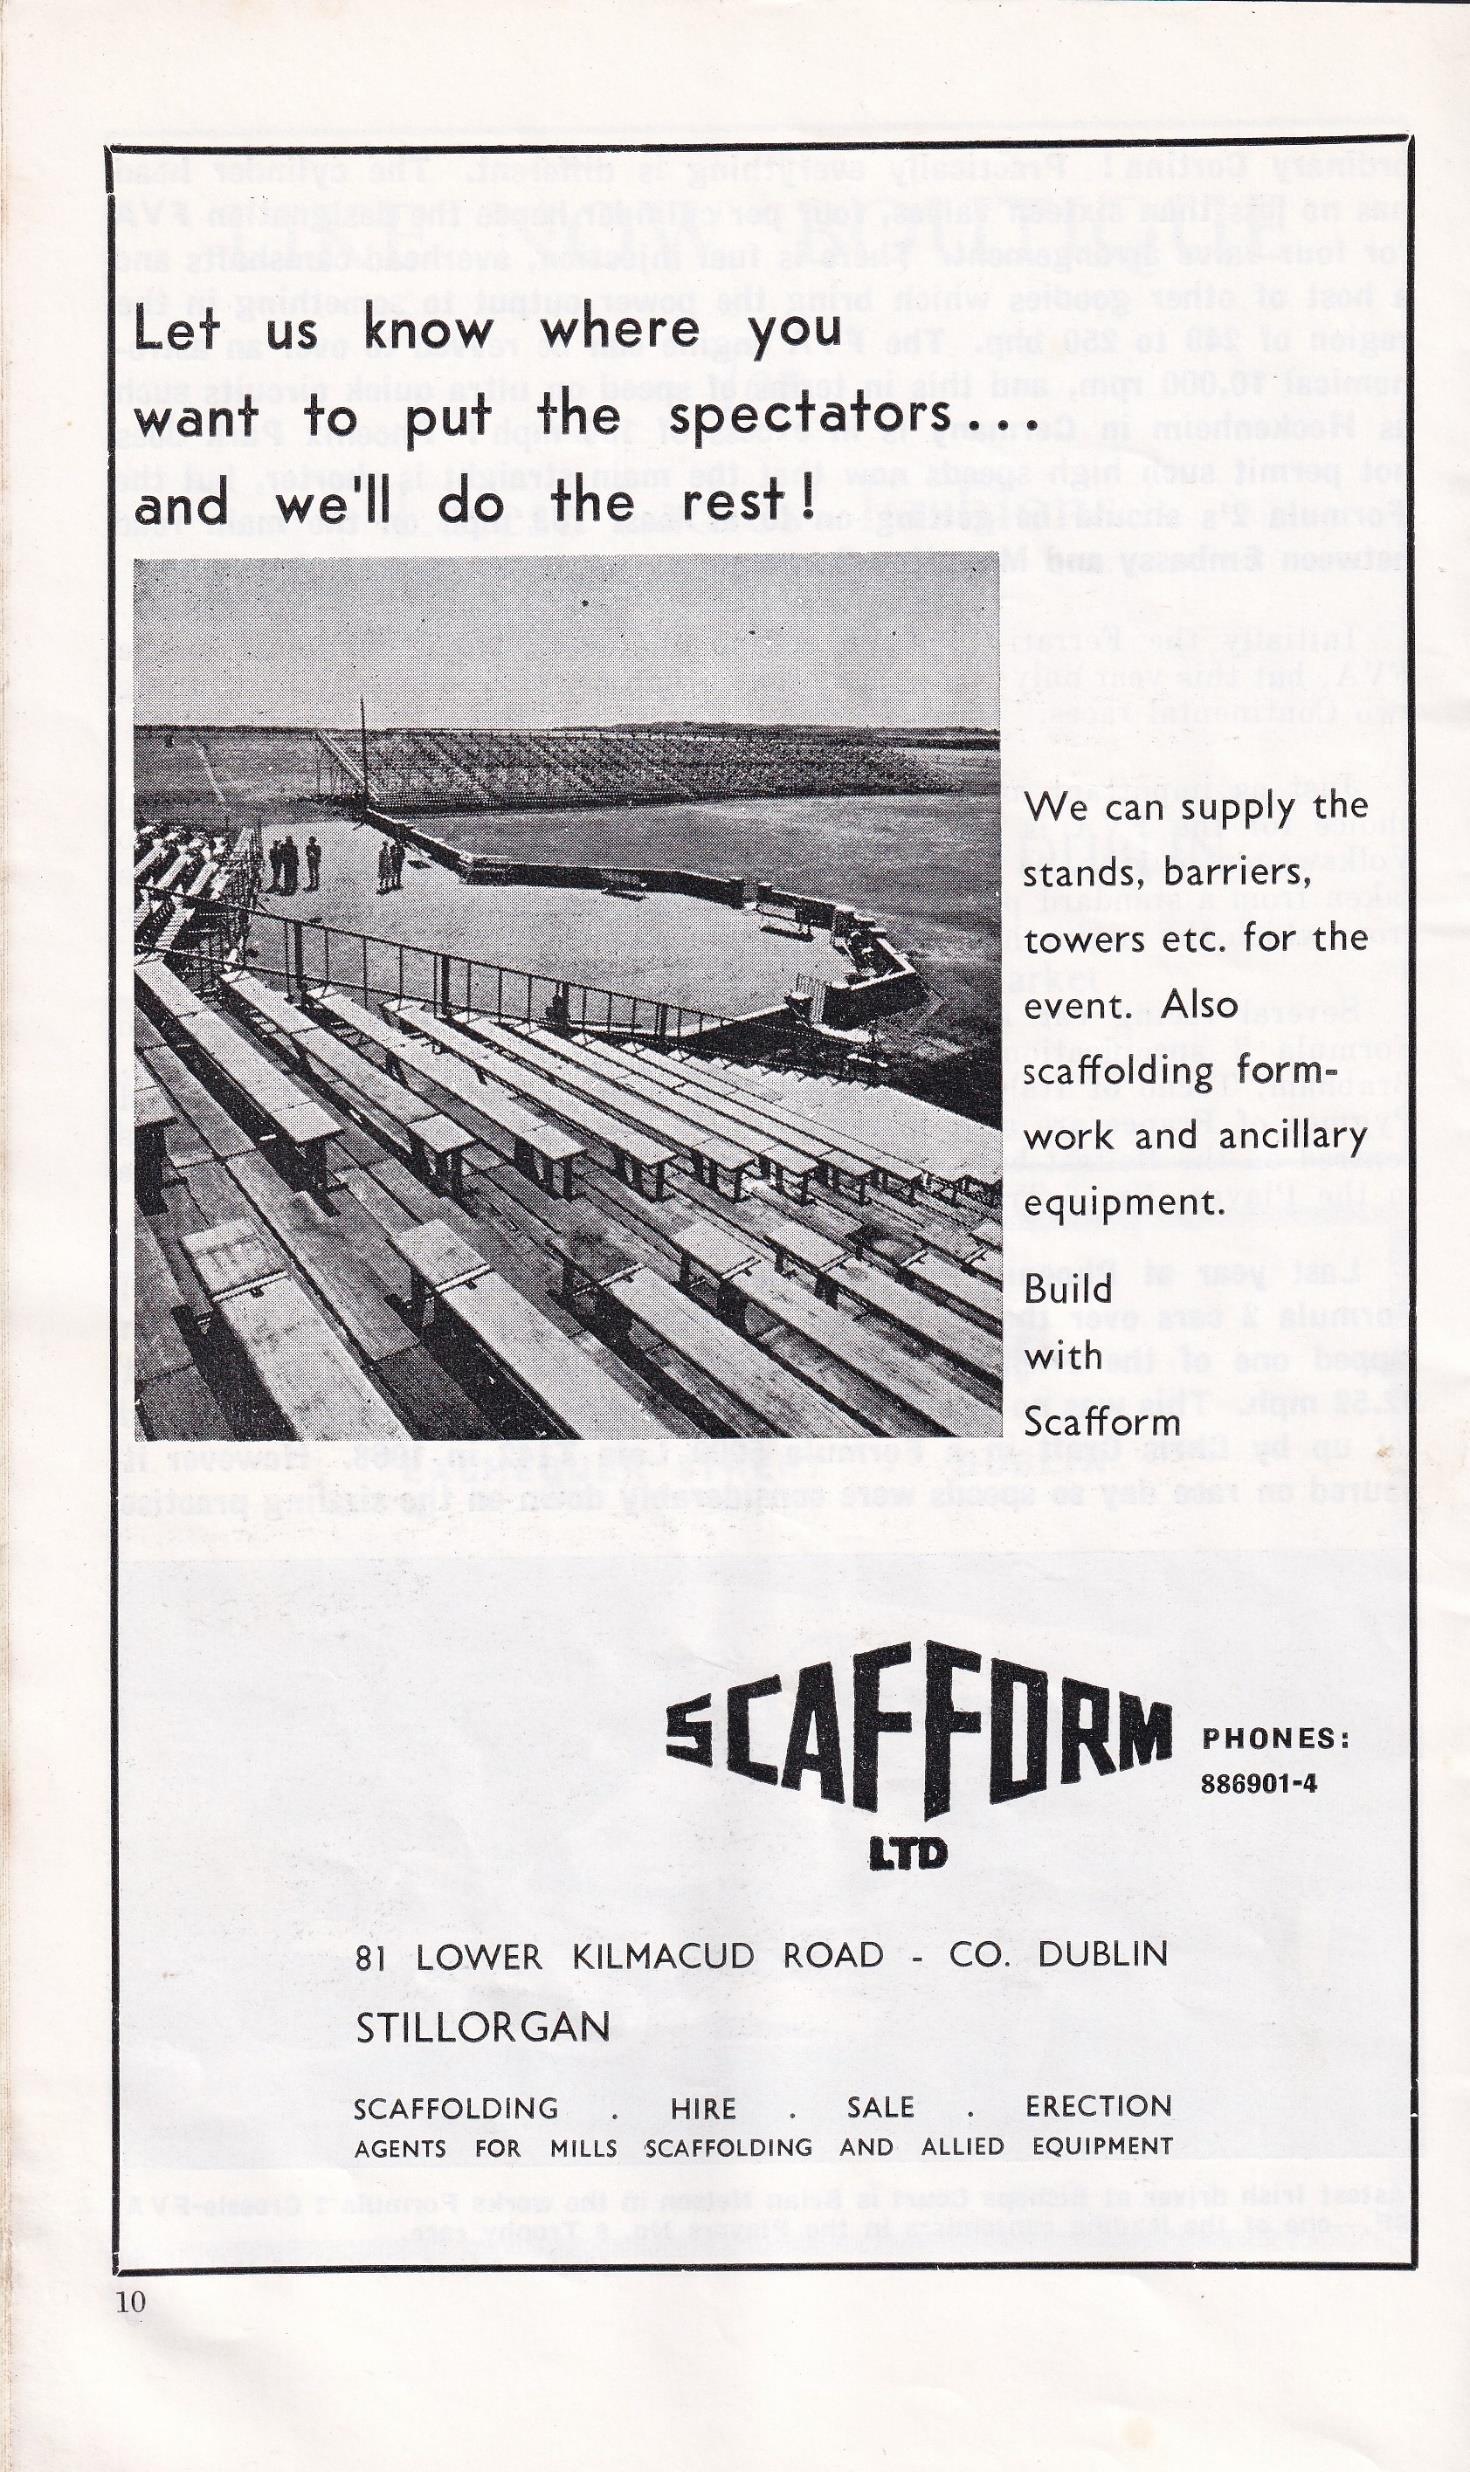 Let us know where you
want to put the spectators...
and we'll do the rest!
We can supply the
stands, barriers,
towers etc. for the
event. Also
scaffolding form-
work and ancillary
equipment.
Build
with
Scafform
SCAFFORM
LTD
PHONES:
886901-4
81 LOWER KILMACUD ROAD - CO. DUBLIN
STILLORGAN
SCAFFOLDING . HIRE . SALE . ERECTION
AGENTS FOR MILLS SCAFFOLDING AND ALLIED EQUIPMENT
10